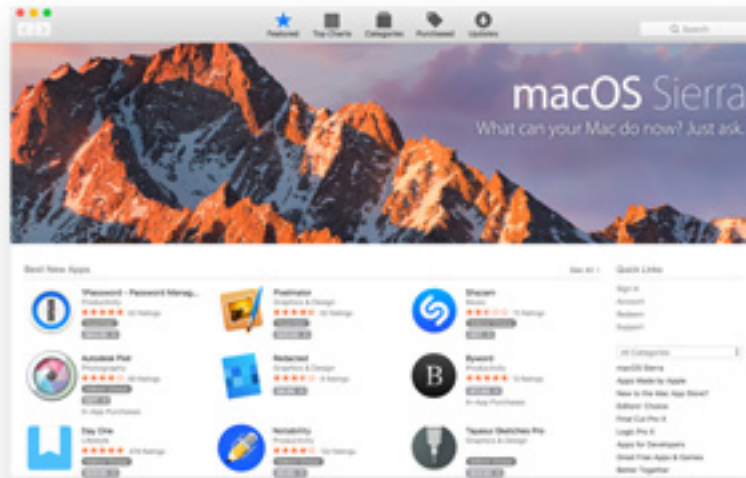 Featured Top Charts Categories Purchased Updates
Search
macOS Sierra
What can your Mac do now? Just ask.
Best New Apps
See All >
1Password - Password Manag...
Productivity
Pixelmator
Graphics & Design
Shazam
Music
Autodesk Pixlr
Photography
In-App Purchases
Redacted
Graphics & Design
B
Byword
Productivity
In-App Purchases
Day One
Lifestyle
Notability
Productivity
Tayasui Sketches Pro
Graphics & Design
Quick Links
Sign In
Account
Redeem
Support
All Categories
macOS Sierra
Apps Made by Apple
New to the Mac App Store?
Editors' Choice
Final Cut Pro X
Logic Pro X
Apps for Developers
Great Free Apps & Games
Better Together